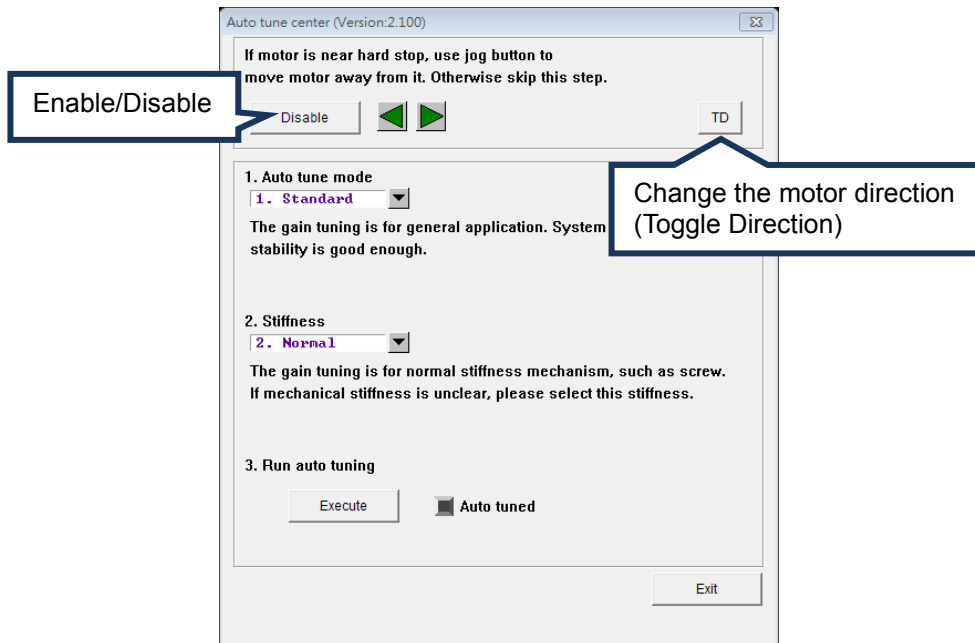 Auto tune center (Version:2.100)
If motor is near hard stop, use jog button to
move motor away from it. Otherwise skip this step.
Enable/Disable
Disable
TD
Change the motor direction
(Toggle Direction)
1. Auto tune mode
1. Standard
The gain tuning is for general application. System
stability is good enough.
2. Stiffness
2. Normal
The gain tuning is for normal stiffness mechanism, such as screw.
If mechanical stiffness is unclear, please select this stiffness.
3. Run auto tuning
Execute
Auto tuned
Exit